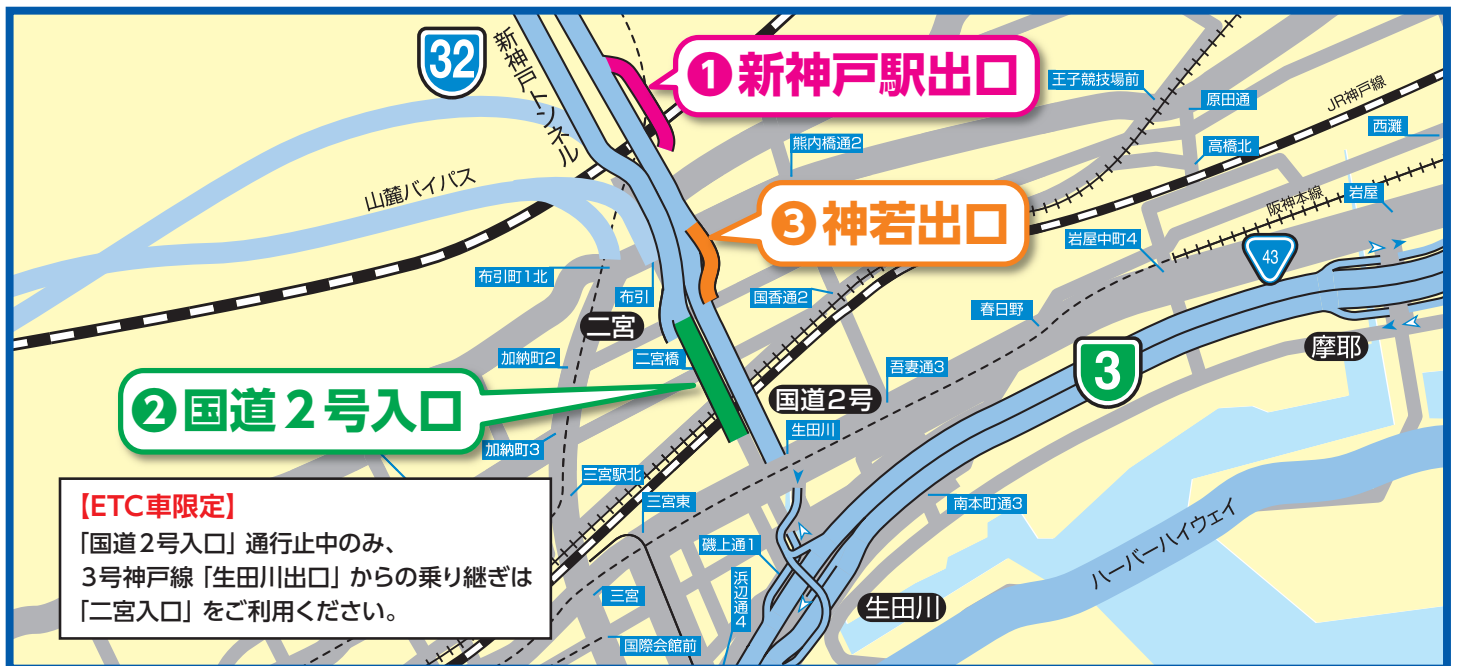 32
新神戸トンネル
❶新神戸駅出口
王子競技場前
原田通
JR神戸線
西灘
熊内橋通2
高橋北
山麓バイパス
❸神若出口
阪神本線
岩屋
岩屋中町4
43
布引町1北
布引
国香通2
春日野
二宮
加納町2
二宮橋
吾妻通3
3
摩耶
❷国道2号入口
国道2号
生田川
加納町3
三宮駅北
三宮東
南本町通3
ハーバーハイウェイ
磯上通1
浜辺通4
生田川
三宮
国際会館前
【ETC車限定】
「国道2号入口」通行止中のみ、
3号神戸線「生田川出口」からの乗り継ぎは
「二宮入口」をご利用ください。